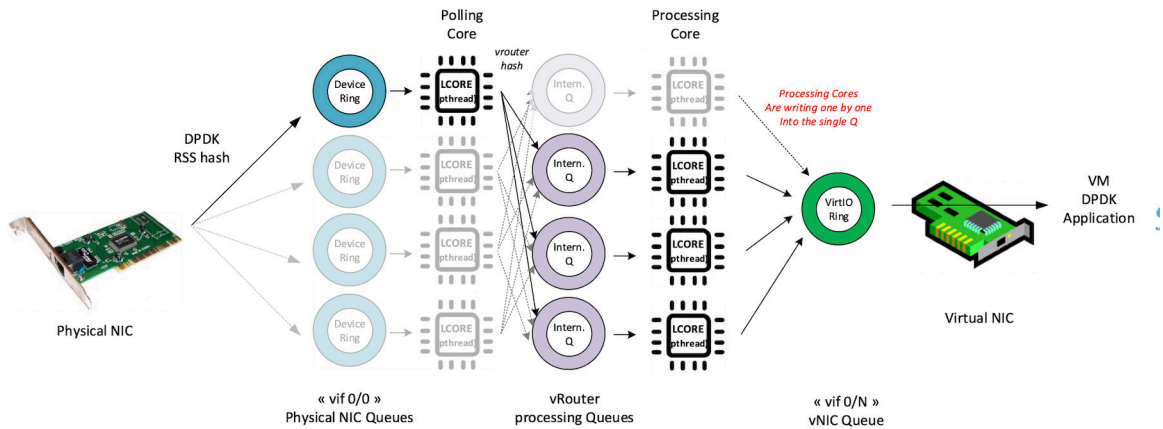 Polling
Core
Processing
Core
vrouter
hash
Device
Ring
LCORE
pthread)
Intern.
Q
LCORE
pthread)
Processing Cores
Are writing one by one
Into the single Q
DPDK
RSS hash
Device
Ring
LCORE
pthread)
Intern.
Q
LCORE
pthread)
VirtIO
Ring
VM
DPDK
Application
Device
Ring
LCORE
pthread)
Intern.
Q
LCORE
pthread)
Physical NIC
Virtual NIC
Device
Ring
LCORE
pthread)
Intern.
Q
LCORE
pthread)
« vif 0/0 »
Physical NIC Queues
vRouter
processing Queues
« vif 0/N »
vNIC Queue